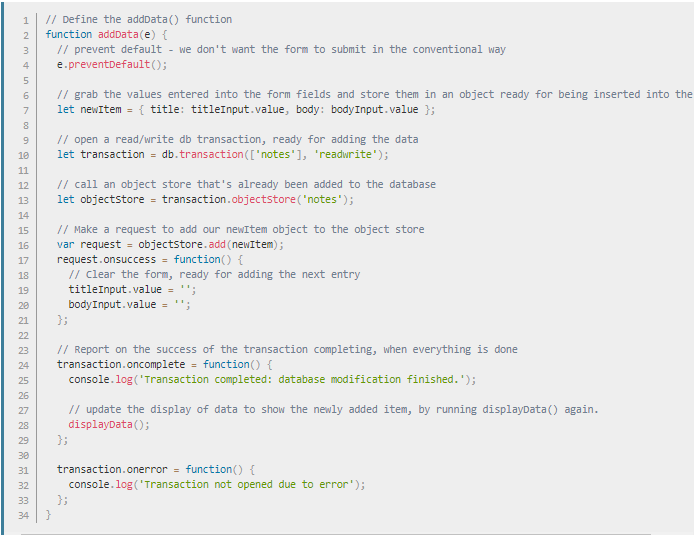 1 // Define the addData() function
2 function addData(e) {
3 // prevent default - we don't want the form to submit in the conventional way
4 e.preventDefault();
5
6 // grab the values entered into the form fields and store them in an object ready for being inserted into the
7 let newItem = { title: titleInput.value, body: bodyInput.value };
8
9 // open a read/write db transaction, ready for adding the data
10 let transaction = db.transaction(['notes'], 'readwrite');
11
12 // call an object store that's already been added to the database
13 let objectStore = transaction.objectStore('notes');
14
15 // Make a request to add our newItem object to the object store
16 var request = objectStore.add(newItem);
17 request.onsuccess = function() {
18 // Clear the form, ready for adding the next entry
19 titleInput.value = '';
20 bodyInput.value = '';
21 };
22
23 // Report on the success of the transaction completing, when everything is done
24 transaction.oncomplete = function() {
25 console.log('Transaction completed: database modification finished.');
26
27 // update the display of data to show the newly added item, by running displayData() again.
28 displayData();
29 };
30
31 transaction.onerror = function() {
32 console.log('Transaction not opened due to error');
33 };
34 }